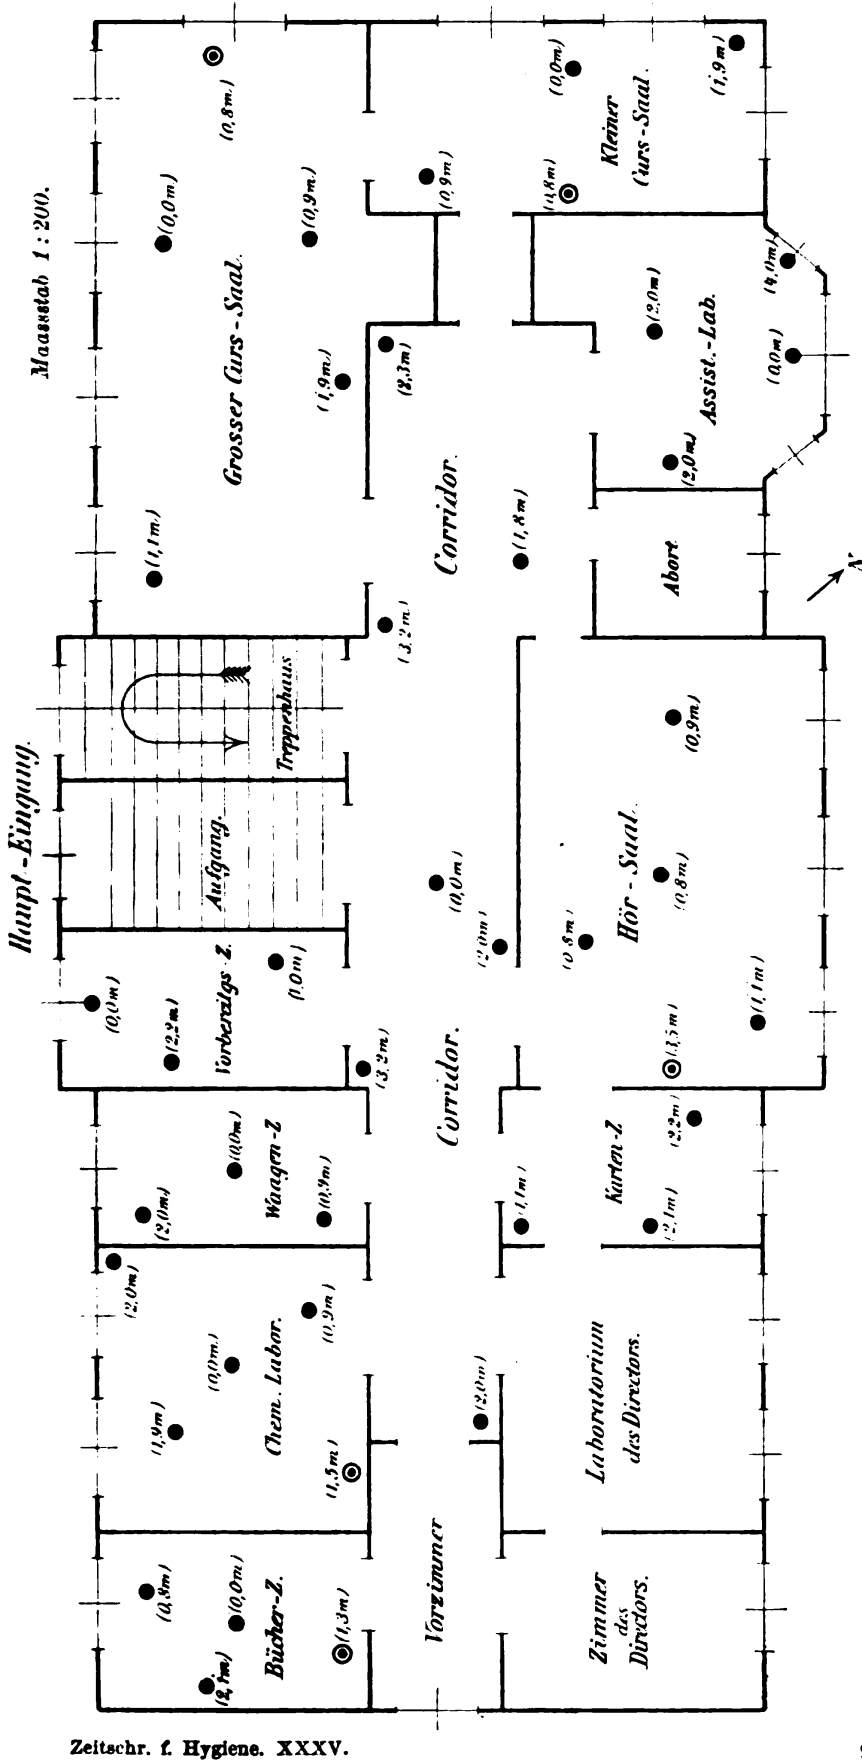 Maassstab 1:200.
Haupt-Eingang.
(0,8m)
(0,0m)
(0,9m)
Grosser Curs-Saal.
(1,9m)
(1,1m)
(0,9m)
(0,0m)
(1,9m)
Kleiner
Curs-Saal.
(0,8m)
(2,3m)
(2,0m)
(4,0m)
(0,0m)
Assist.-Lab.
(2,0m)
Corridor.
(1,8m)
Abort.
N
(3,2m)
Treppenhaus
Aufgang.
(0,0m)
(2,0m)
(0,9m)
Hör-Saal.
(0,8m)
(0,8m)
(1,1m)
(3,5m)
(0,0m)
(2,2m)
Vorbereitgs-Z.
(1,0m)
(3,2m)
Corridor.
(0,0m)
Waagen-Z
(2,0m)
(0,9m)
(2,2m)
Karten-Z
(1,1m)
(2,1m)
(2,0m)
(0,9m)
(0,0m)
Chem. Labor.
(1,9m)
(1,5m)
(2,0m)
Laboratorium
des Directors.
(0,8m)
(0,0m)
Bücher-Z.
(2,1m)
(1,3m)
Vorzimmer
Zimmer
des
Directors.
Zeitschr. f. Hygiene. XXXV.